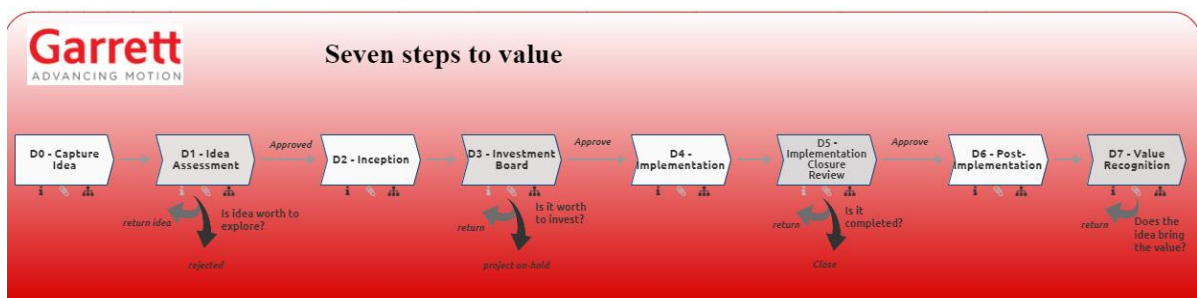 Garrett
ADVANCING MOTION
Seven steps to value
D0 - Capture
Idea
D1 - Idea
Assessment
Approved
D2 - Inception
D3 - Investment
Board
Approve
D4 -
Implementation
D5 -
Implementation
Closure
Review
Approve
D6 - Post-
Implementation
D7 - Value
Recognition
return idea
Is idea worth to
explore?
rejected
return
Is it worth
to invest?
project on-hold
return
Is it
completed?
Close
return
Does the
idea bring
the value?